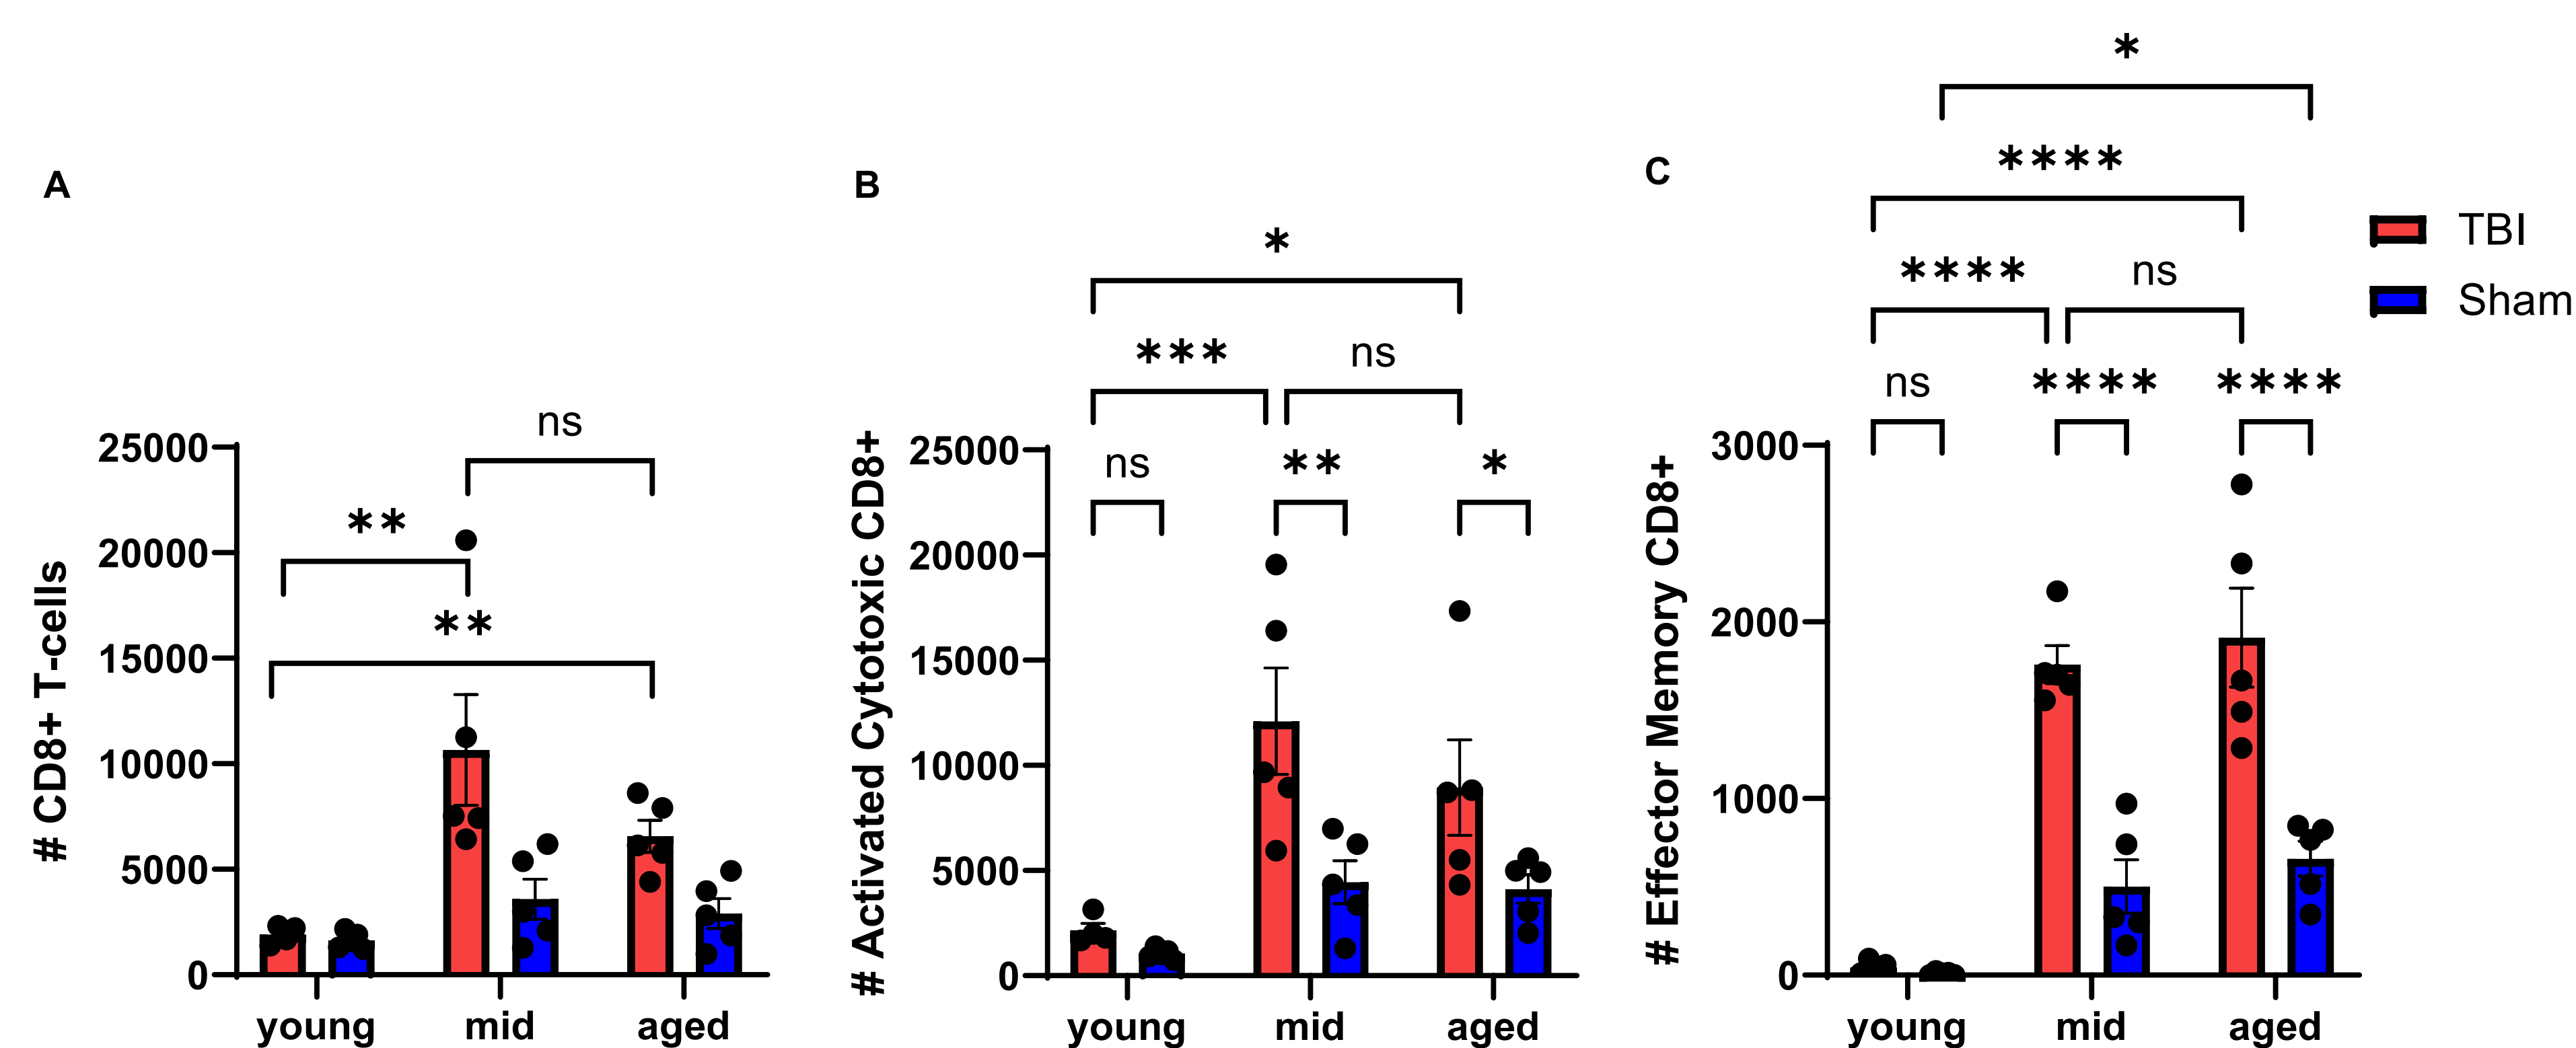 A
# CD8+ T-cells
25000
20000
15000
10000
5000
0
ns
**
**
young mid aged
B
# Activated Cytotoxic CD8+
25000
20000
15000
10000
5000
0
*
*** ns
ns ** *
young mid aged
C
# Effector Memory CD8+
3000
2000
1000
0
*
****
**** ns
ns **** ****
young mid aged
TBI
Sham